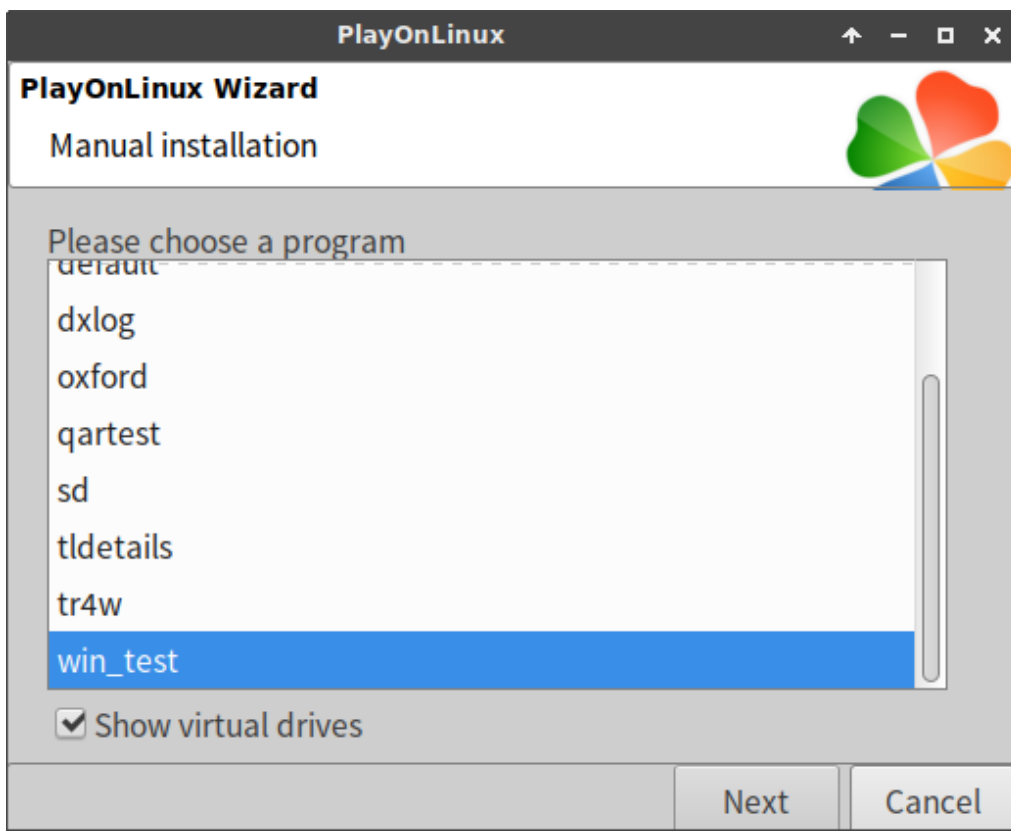 PlayOnLinux
PlayOnLinux Wizard
Manual installation
Please choose a program
default
dxlog
oxford
qartest
sd
tldetails
tr4w
win_test
Show virtual drives
Next Cancel